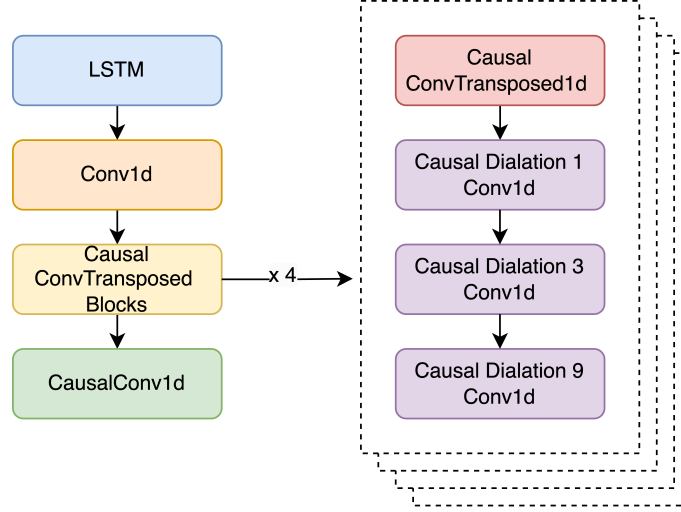 LSTM
Conv1d
Causal
ConvTransposed
Blocks
CausalConv1d
x 4
Causal
ConvTransposed1d
Causal Dialation 1
Conv1d
Causal Dialation 3
Conv1d
Causal Dialation 9
Conv1d